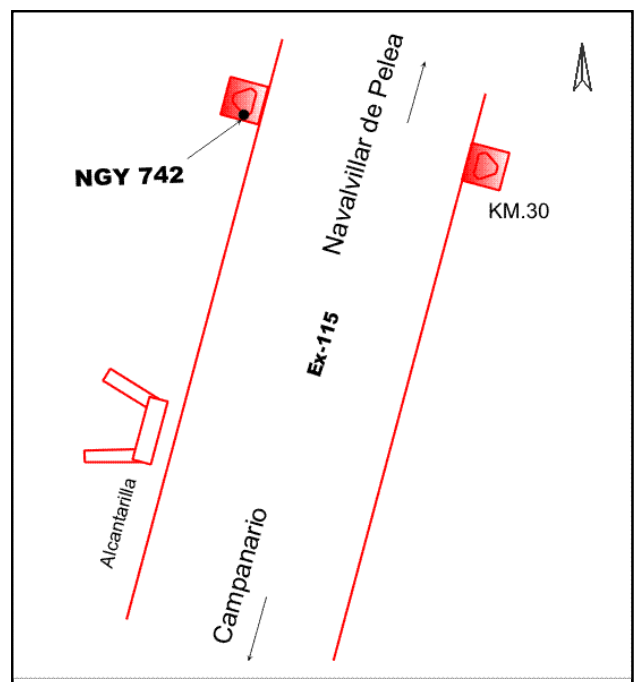 NGY 742
Navalvillar de Pelea
KM.30
Ex-115
Alcantarilla
Campanario